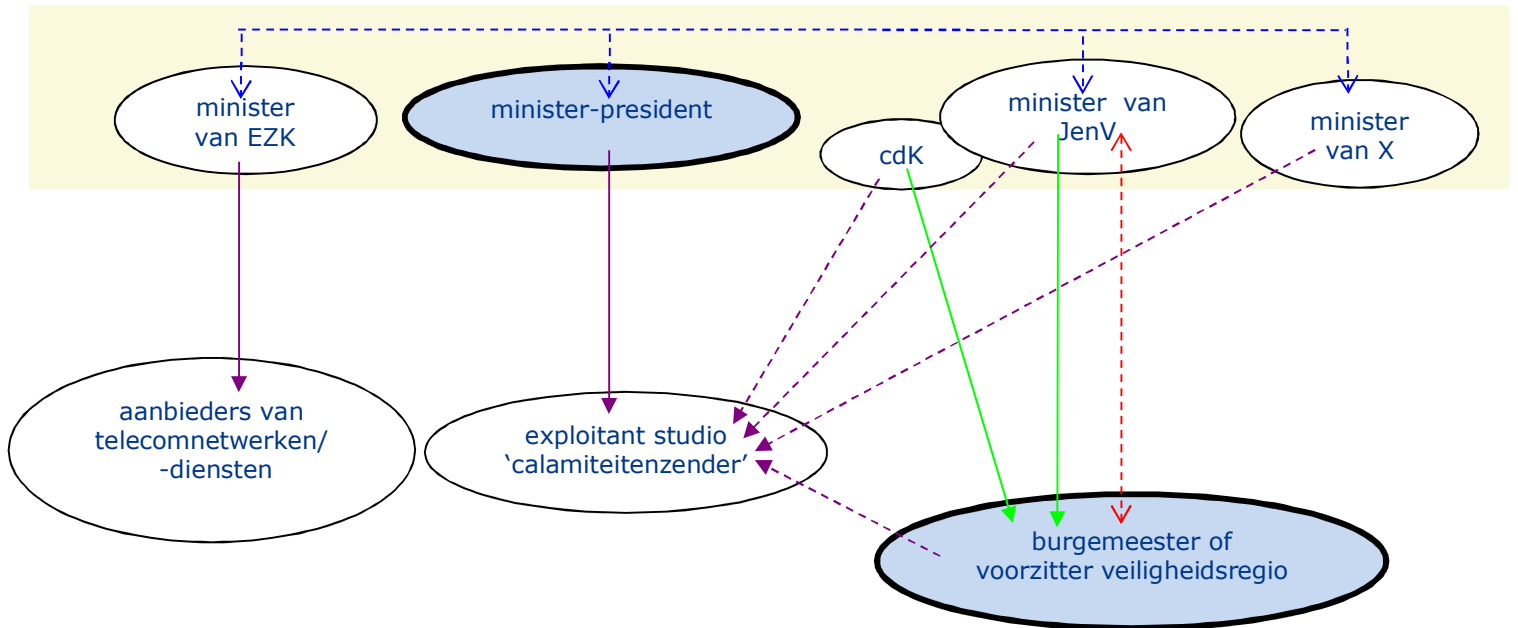 minister
van EZK
minister-president
cdK
minister van
JenV
minister
van X
aanbieders van
telecomnetwerken/
-diensten
exploitant studio
‘calamiteitenzender’
burgemeester of
voorzitter veiligheidsregio